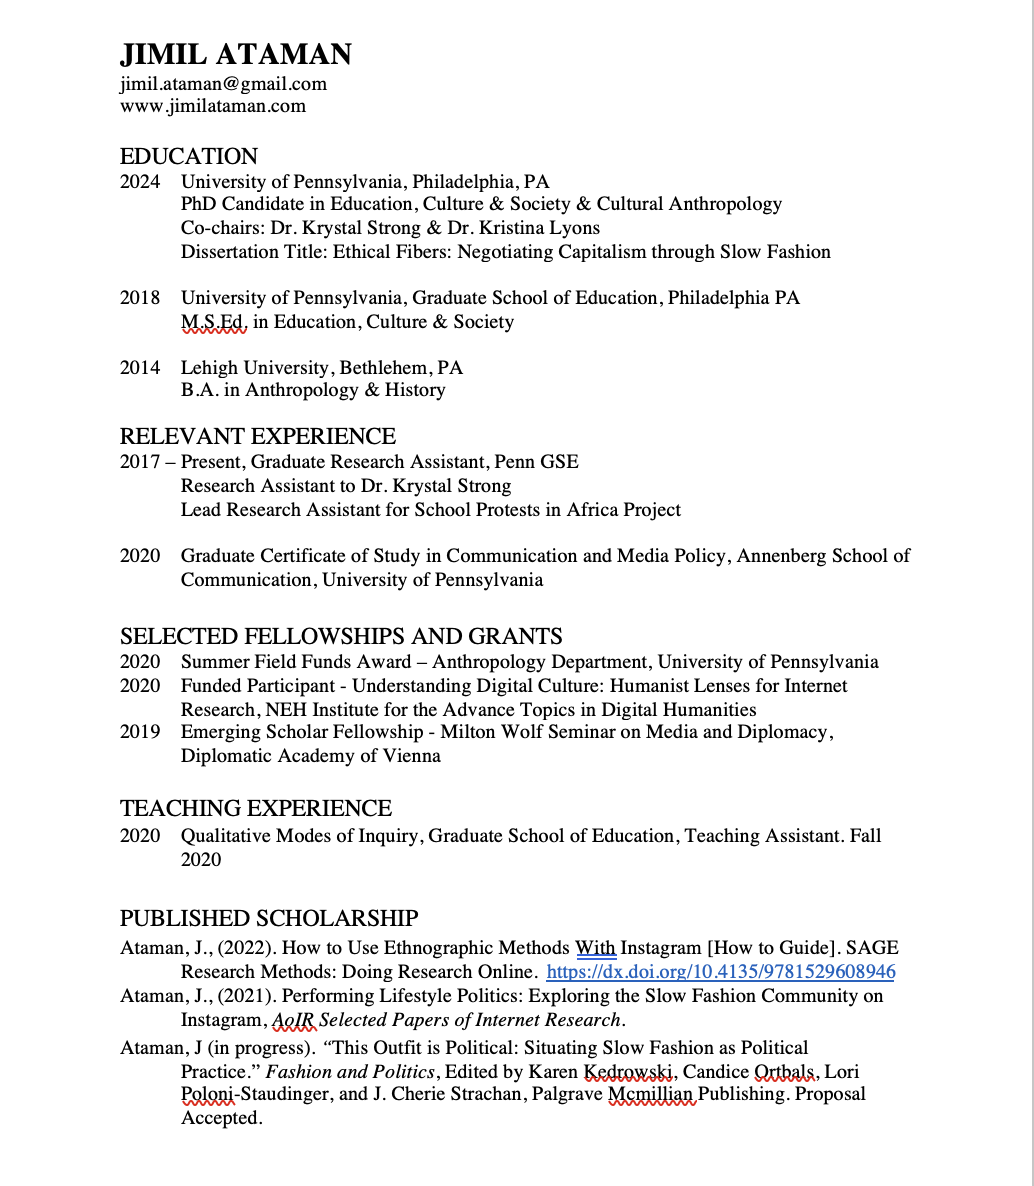 JIMIL ATAMAN
jimil.ataman@gmail.com
www.jimilataman.com
EDUCATION
2024 University of Pennsylvania, Philadelphia, PA
PhD Candidate in Education, Culture & Society & Cultural Anthropology
Co-chairs: Dr. Krystal Strong & Dr. Kristina Lyons
Dissertation Title: Ethical Fibers: Negotiating Capitalism through Slow Fashion
2018 University of Pennsylvania, Graduate School of Education, Philadelphia PA
M.S.Ed. in Education, Culture & Society
2014 Lehigh University, Bethlehem, PA
B.A. in Anthropology & History
RELEVANT EXPERIENCE
2017 – Present, Graduate Research Assistant, Penn GSE
Research Assistant to Dr. Krystal Strong
Lead Research Assistant for School Protests in Africa Project
2020 Graduate Certificate of Study in Communication and Media Policy, Annenberg School of
Communication, University of Pennsylvania
SELECTED FELLOWSHIPS AND GRANTS
2020 Summer Field Funds Award – Anthropology Department, University of Pennsylvania
2020 Funded Participant - Understanding Digital Culture: Humanist Lenses for Internet
Research, NEH Institute for the Advance Topics in Digital Humanities
2019 Emerging Scholar Fellowship - Milton Wolf Seminar on Media and Diplomacy,
Diplomatic Academy of Vienna
TEACHING EXPERIENCE
2020 Qualitative Modes of Inquiry, Graduate School of Education, Teaching Assistant. Fall
2020
PUBLISHED SCHOLARSHIP
Ataman, J., (2022). How to Use Ethnographic Methods With Instagram [How to Guide]. SAGE
Research Methods: Doing Research Online. https://dx.doi.org/10.4135/9781529608946
Ataman, J., (2021). Performing Lifestyle Politics: Exploring the Slow Fashion Community on
Instagram, AoIR Selected Papers of Internet Research.
Ataman, J (in progress). “This Outfit is Political: Situating Slow Fashion as Political
Practice.” Fashion and Politics, Edited by Karen Kedrowski, Candice Ortbals, Lori
Poloni-Staudinger, and J. Cherie Strachan, Palgrave Mcmillian Publishing. Proposal
Accepted.